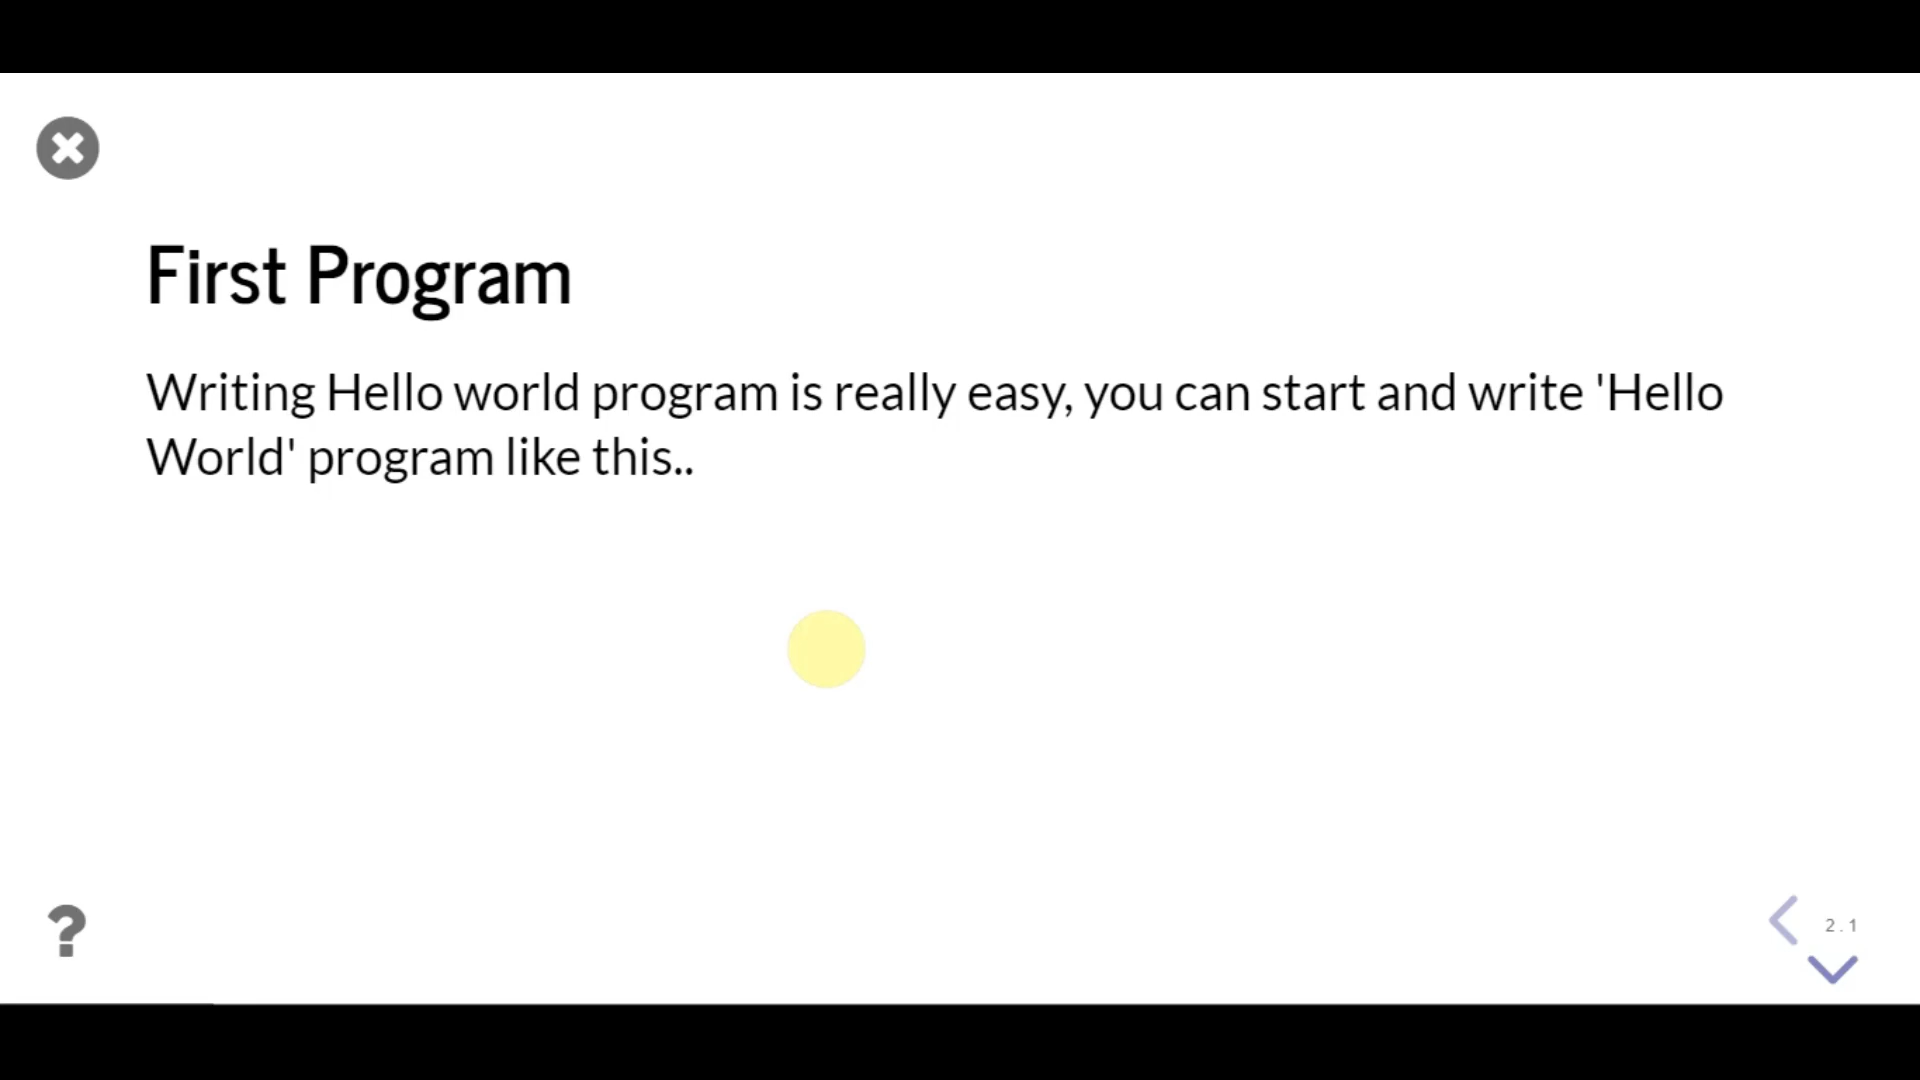 First Program
Writing Hello world program is really easy, you can start and write 'Hello
World' program like this..
?
2.1